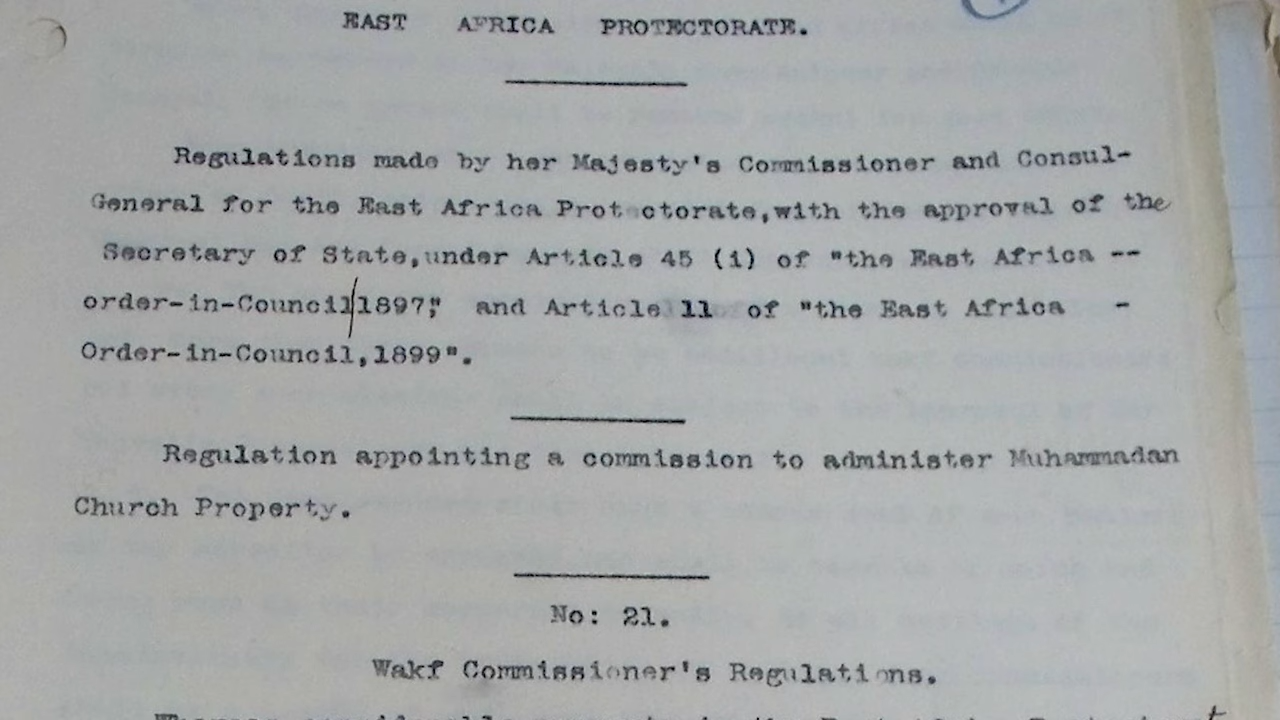 EAST AFRICA PROTECTORATE.
Regulations made by her Majesty's Commissioner and Consul-
General for the East Africa Protectorate,with the approval of the
Secretary of State,under Article 45 (i) of "the East Africa --
order-in-Council/1897;" and Article 11 of "the East Africa -
Order-in-Council,1899".
Regulation appointing a commission to administer Muhammadan
Church Property.
No: 21.
Wakf Commissioner's Regulations.